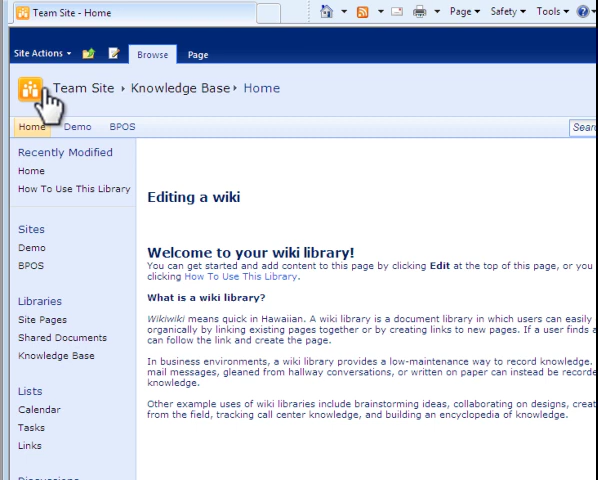 Team Site - Home
Page Safety Tools
Site Actions Browse Page
Team Site Knowledge Base Home
Home Demo BPOS
Recently Modified
Home
How To Use This Library
Sites
Demo
BPOS
Libraries
Site Pages
Shared Documents
Knowledge Base
Lists
Calendar
Tasks
Links
Editing a wiki
Welcome to your wiki library!
You can get started and add content to this page by clicking Edit at the top of this page, or you
clicking How To Use This Library.
What is a wiki library?
Wikiwiki means quick in Hawaiian. A wiki library is a document library in which users can easily
organically by linking existing pages together or by creating links to new pages. If a user finds a
can follow the link and create the page.
In business environments, a wiki library provides a low-maintenance way to record knowledge.
mail messages, gleaned from hallway conversations, or written on paper can instead be recorde
knowledge.
Other example uses of wiki libraries include brainstorming ideas, collaborating on designs, creat
from the field, tracking call center knowledge, and building an encyclopedia of knowledge.